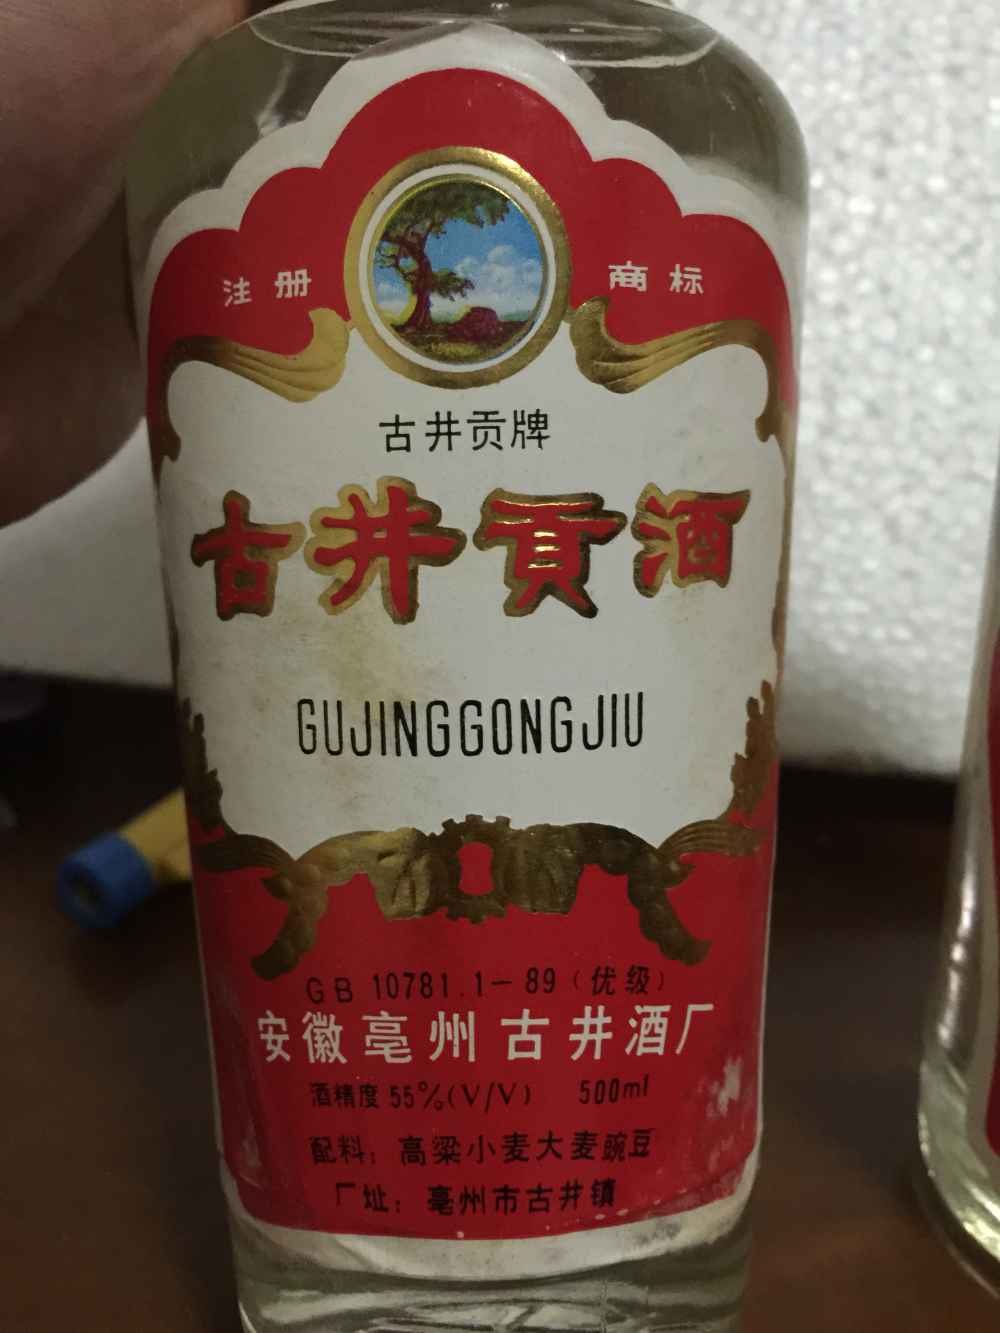 注册 商标
古井贡牌
古井贡酒
GUJINGGONGJIU
GB 10781.1-89(优级)
安徽亳州古井酒厂
酒精度 55%(V/V) 500ml
配料：高粱小麦大麦豌豆
厂址：亳州市古井镇